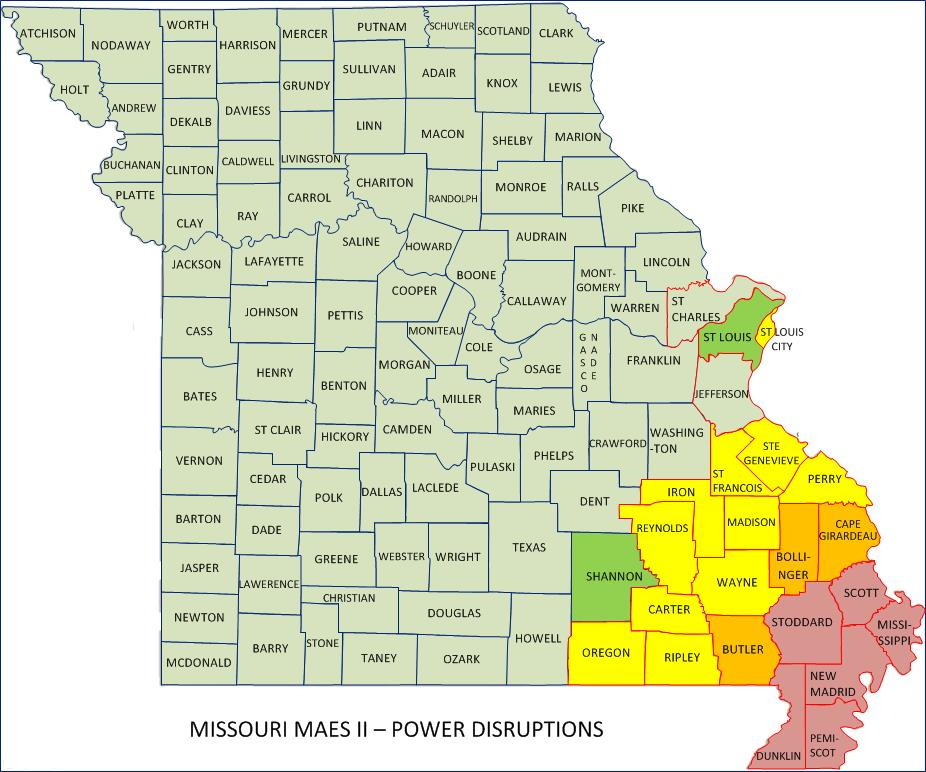 ATCHISON
NODAWAY
WORTH
HARRISON
MERCER
PUTNAM
SCHUYLER
SCOTLAND
CLARK
HOLT
GENTRY
GRUNDY
SULLIVAN
ADAIR
KNOX
LEWIS
ANDREW
DEKALB
DAVIESS
LINN
MACON
SHELBY
MARION
BUCHANAN
CLINTON
CALDWELL
LIVINGSTON
CHARITON
RANDOLPH
MONROE
RALLS
PIKE
PLATTE
CLAY
RAY
CARROL
SALINE
HOWARD
AUDRAIN
LINCOLN
JACKSON
LAFAYETTE
BOONE
CALLAWAY
MONT-
GOMERY
WARREN
ST
CHARLES
ST LOUIS
ST LOUIS
CITY
CASS
JOHNSON
PETTIS
COOPER
MONITEAU
COLE
OSAGE
GASCO
NADE
FRANKLIN
JEFFERSON
BATES
HENRY
BENTON
MORGAN
MILLER
MARIES
ST CLAIR
HICKORY
CAMDEN
PULASKI
PHELPS
CRAWFORD
WASHING
-TON
ST
FRANCOIS
STE
GENEVIEVE
PERRY
VERNON
CEDAR
POLK
DALLAS
LACLEDE
DENT
IRON
REYNOLDS
MADISON
BOLLI-
NGER
CAPE
GIRARDEAU
BARTON
DADE
GREENE
WEBSTER
WRIGHT
TEXAS
SHANNON
WAYNE
JASPER
LAWERENCE
CHRISTIAN
DOUGLAS
HOWELL
CARTER
STODDARD
SCOTT
MISSI-
SSIPPI
NEWTON
MCDONALD
BARRY
STONE
TANEY
OZARK
OREGON
RIPLEY
BUTLER
NEW
MADRID
PEMI-
SCOT
DUNKLIN
MISSOURI MAES II – POWER DISRUPTIONS